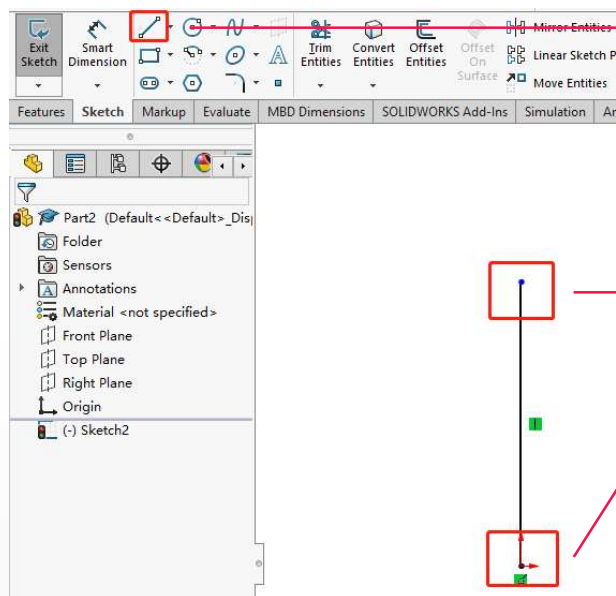 Exit Sketch
Smart Dimension
Trim Entities
Convert Entities
Offset Entities
Offset On Surface
Mirror Entities
Linear Sketch P
Move Entities
Features Sketch Markup Evaluate MBD Dimensions SOLIDWORKS Add-Ins Simulation An
Part2 (Default<<Default>_Disp
Folder
Sensors
A Annotations
Material <not specified>
Front Plane
Top Plane
Right Plane
Origin
(-) Sketch2